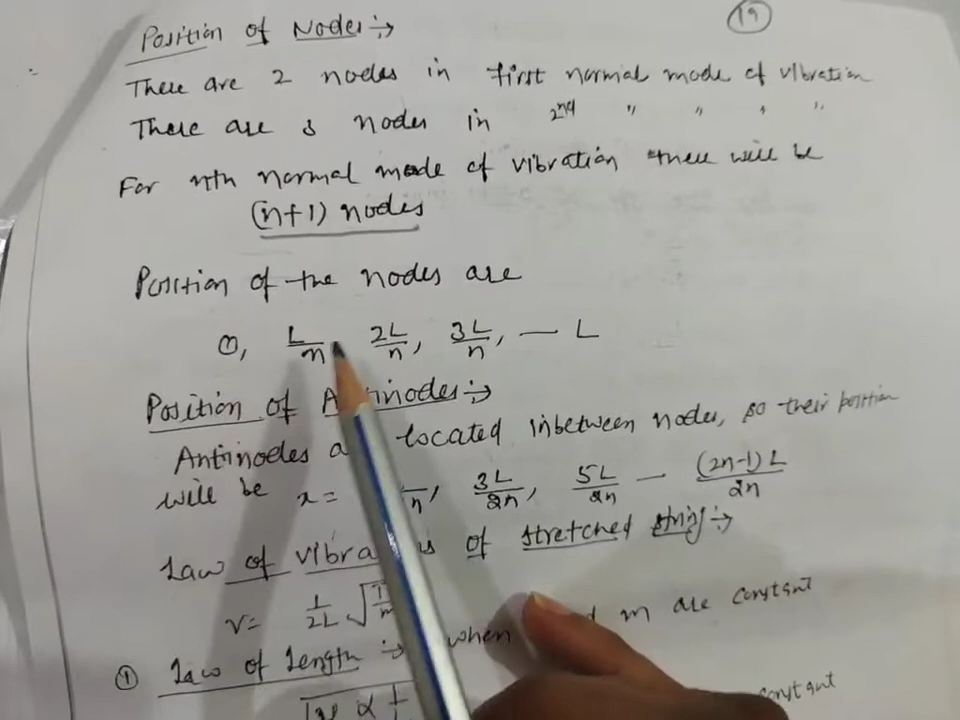 19
Position of Nodes :→
There are 2 nodes in first normal mode of vibration
There are 3 nodes in 2nd " " " "
For nth normal mode of vibration there will be
(n+1) nodes
Position of the nodes are
0, L/n 2L/n, 3L/n, — L
Position of Antinodes :→
Antinodes a located inbetween nodes, so their position
will be x = /n, 3L/2n, 5L/2n — (2n-1)L/2n
Law of vibra s of stretched string :→
ν = 1/2L √T/m
① Law of Length :→ when m are constant
ν ∝ 1 constant